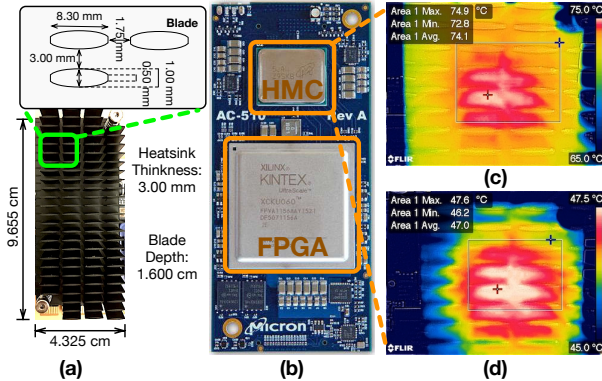 8.30 mm
1.75 mm
Blade
3.00 mm
0.50 mm
1.00 mm
9.655 cm
Heatsink
Thinkness:
3.00 mm
Blade
Depth:
1.600 cm
4.325 cm
(a)
HMC
AC-510
Rev A
XILINX®
KINTEX®
UltraScale™
XCKU060™
FPGA
Micron
(b)
Area 1 Max. 74.9 °C
Area 1 Min. 72.8
Area 1 Avg. 74.1
75.0 °C
FLIR
65.0 °C
(c)
Area 1 Max. 47.6 °C
Area 1 Min. 46.2
Area 1 Avg. 47.0
47.5 °C
FLIR
45.0 °C
(d)